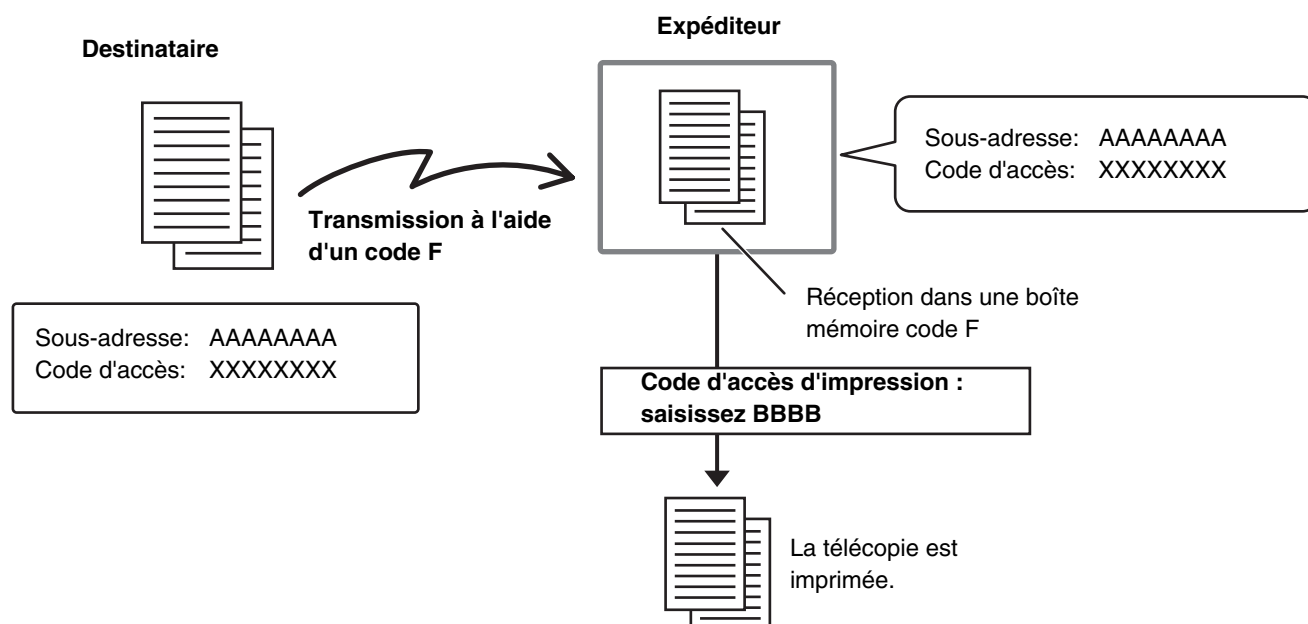 Destinataire
Expéditeur
Sous-adresse: AAAAAAAA
Code d'accès: XXXXXXXX
Transmission à l'aide
d'un code F
Réception dans une boîte
mémoire code F
Sous-adresse: AAAAAAAA
Code d'accès: XXXXXXXX
Code d'accès d'impression :
saisissez BBBB
La télécopie est
imprimée.